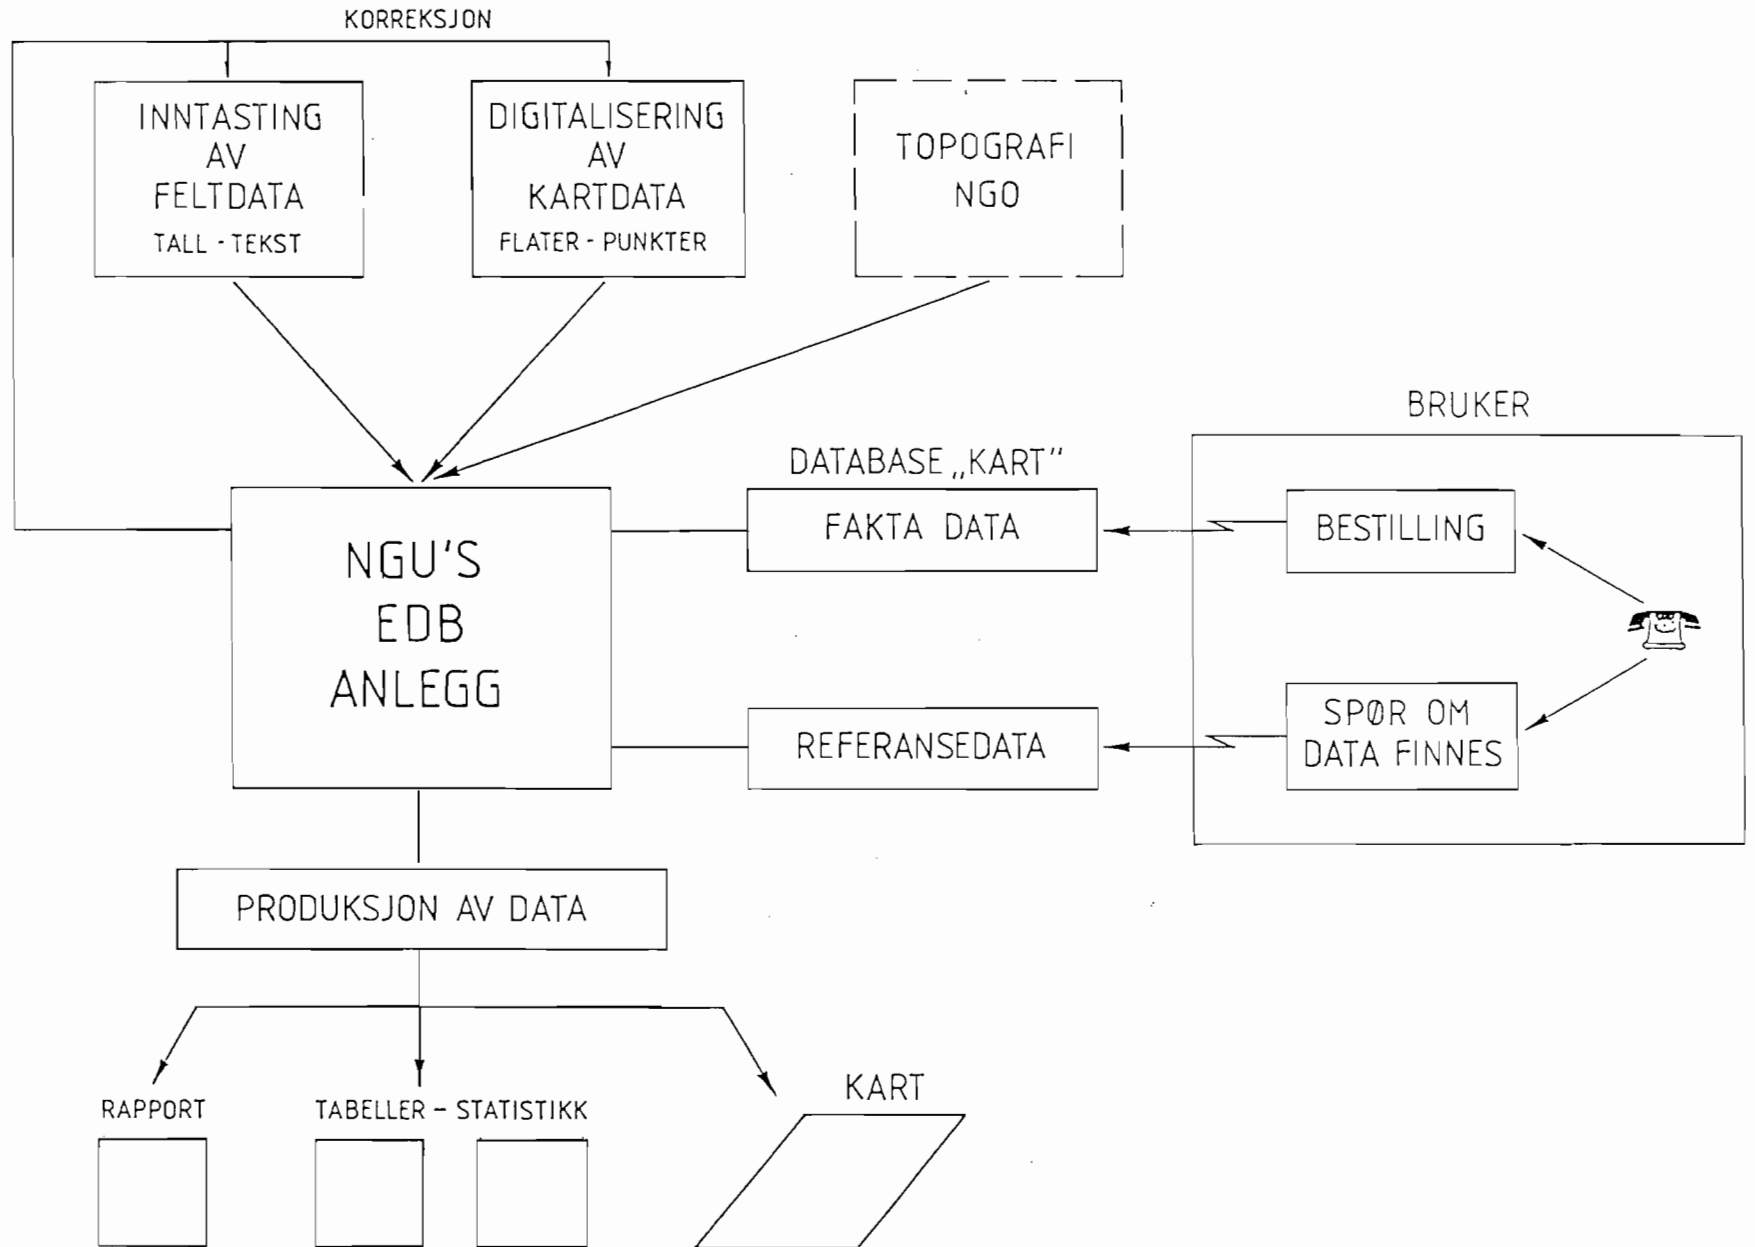 KORREKSJON
INNTASTING
AV
FELTDATA
TALL - TEKST
DIGITALISERING
AV
KARTDATA
FLATER - PUNKTER
TOPOGRAFI
NGO
BRUKER
DATABASE „KART"
FAKTA DATA
BESTILLING
NGU'S
EDB
ANLEGG
REFERANSEDATA
SPØR OM
DATA FINNES
PRODUKSJON AV DATA
RAPPORT
TABELLER - STATISTIKK
KART